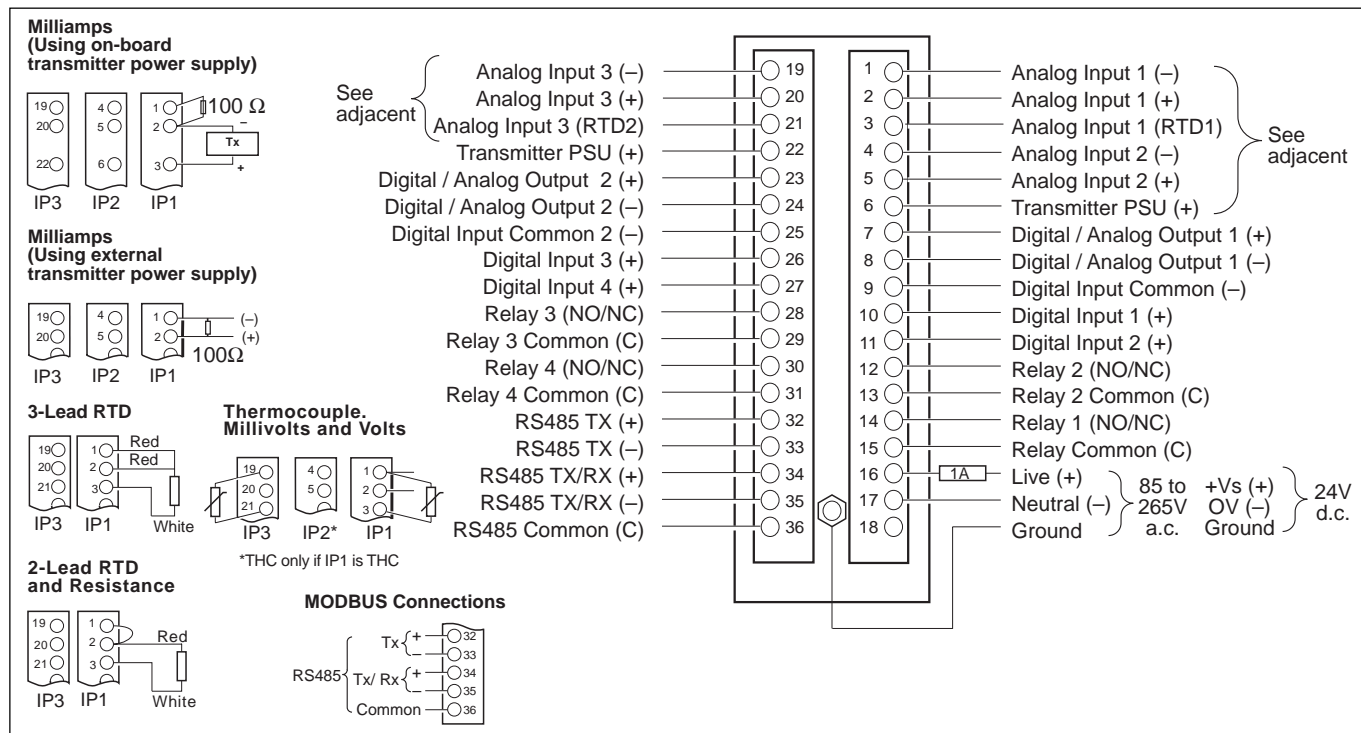 Milliamps
(Using on-board
transmitter power supply)
19 4 1 100 Ω
20 5 2 –
Tx
22 6 3 +
IP3 IP2 IP1
Milliamps
(Using external
transmitter power supply)
19 4 1 (–)
20 5 2 (+)
100Ω
IP3 IP2 IP1
3-Lead RTD
19 1 Red
20 2 Red
21 3
IP3 IP1 White
Thermocouple.
Millivolts and Volts
19 4 1
20 5 2
21 3
IP3 IP2* IP1
*THC only if IP1 is THC
2-Lead RTD
and Resistance
19 1
20 2 Red
21 3
IP3 IP1 White
MODBUS Connections
RS485
Tx + 32
– 33
Tx/ Rx + 34
– 35
Common 36
See
adjacent
Analog Input 3 (–) 19
Analog Input 3 (+) 20
Analog Input 3 (RTD2) 21
Transmitter PSU (+) 22
Digital / Analog Output 2 (+) 23
Digital / Analog Output 2 (–) 24
Digital Input Common 2 (–) 25
Digital Input 3 (+) 26
Digital Input 4 (+) 27
Relay 3 (NO/NC) 28
Relay 3 Common (C) 29
Relay 4 (NO/NC) 30
Relay 4 Common (C) 31
RS485 TX (+) 32
RS485 TX (–) 33
RS485 TX/RX (+) 34
RS485 TX/RX (–) 35
RS485 Common (C) 36
1 Analog Input 1 (–)
2 Analog Input 1 (+)
3 Analog Input 1 (RTD1)
4 Analog Input 2 (–)
5 Analog Input 2 (+)
6 Transmitter PSU (+)
See
adjacent
7 Digital / Analog Output 1 (+)
8 Digital / Analog Output 1 (–)
9 Digital Input Common (–)
10 Digital Input 1 (+)
11 Digital Input 2 (+)
12 Relay 2 (NO/NC)
13 Relay 2 Common (C)
14 Relay 1 (NO/NC)
15 Relay Common (C)
16 1A Live (+)
17 Neutral (–)
18 Ground
85 to
265V
a.c.
+Vs (+)
OV (–)
Ground
24V
d.c.